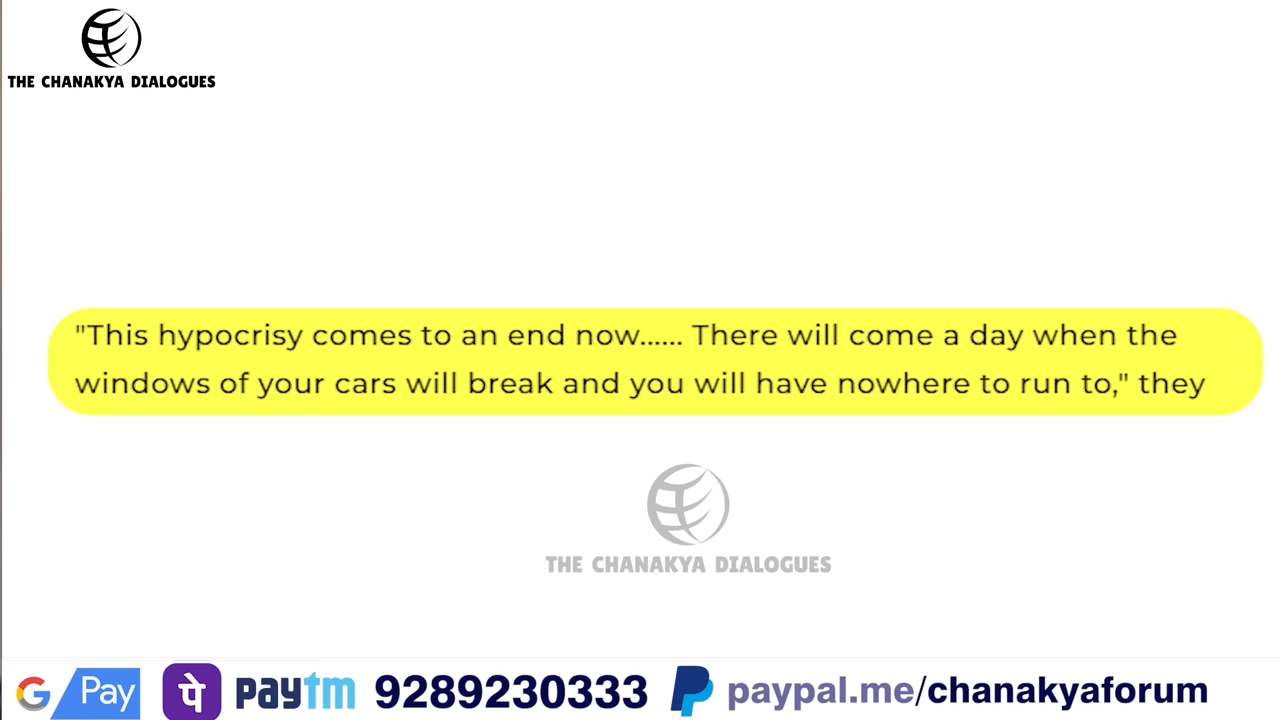 THE CHANAKYA DIALOGUES
"This hypocrisy comes to an end now...... There will come a day when the
windows of your cars will break and you will have nowhere to run to," they
THE CHANAKYA DIALOGUES
G Pay पे paytm 9289230333 paypal.me/chanakyaforum